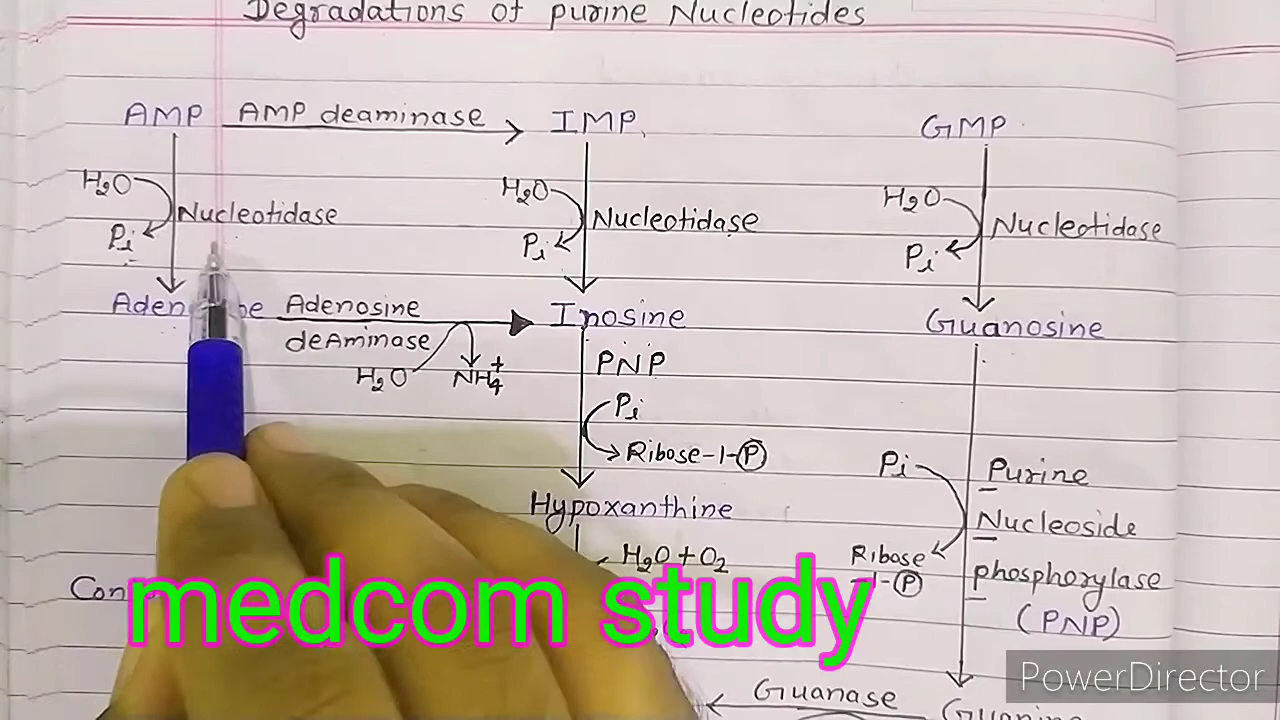 Degradations of purine Nucleotides
AMP AMP deaminase IMP GMP
H2O H2O H2O
Nucleotidase Nucleotidase Nucleotidase
Pi Pi Pi
Adenosine Inosine Guanosine
deAminase
H2O NH4+
PNP
Pi
Ribose-1-P
Pi Purine
Hypoxanthine
Nucleoside
H2O + O2 Ribose
-1-P phosphorylase
(PNP)
medcom study
PowerDirector
Guanase